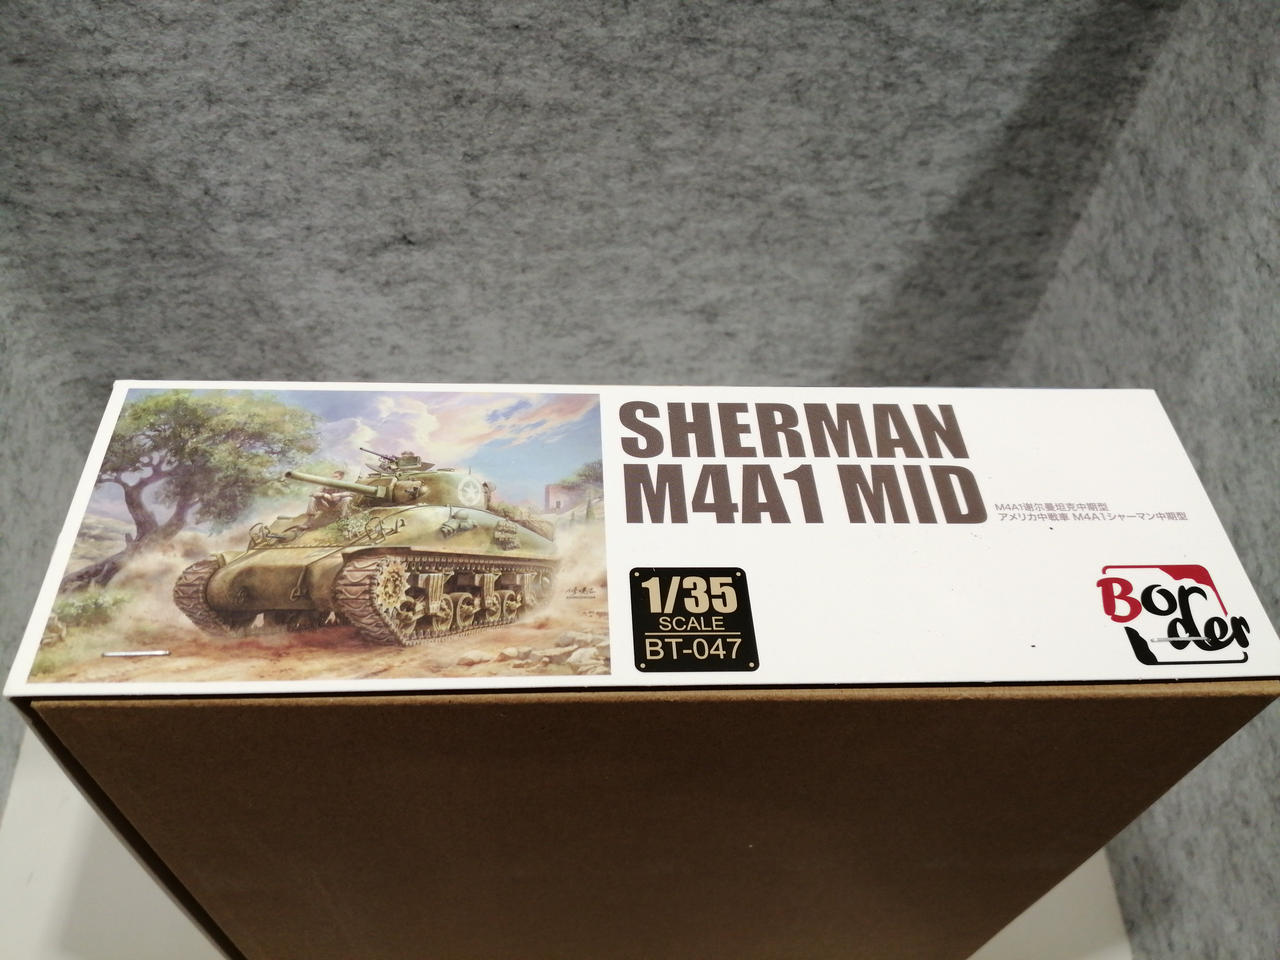 SHERMAN
M4A1 MID
M4A1谢尔曼坦克中期型
アメリカ中戦車 M4A1シャーマン中期型
1/35
SCALE
BT-047
Border